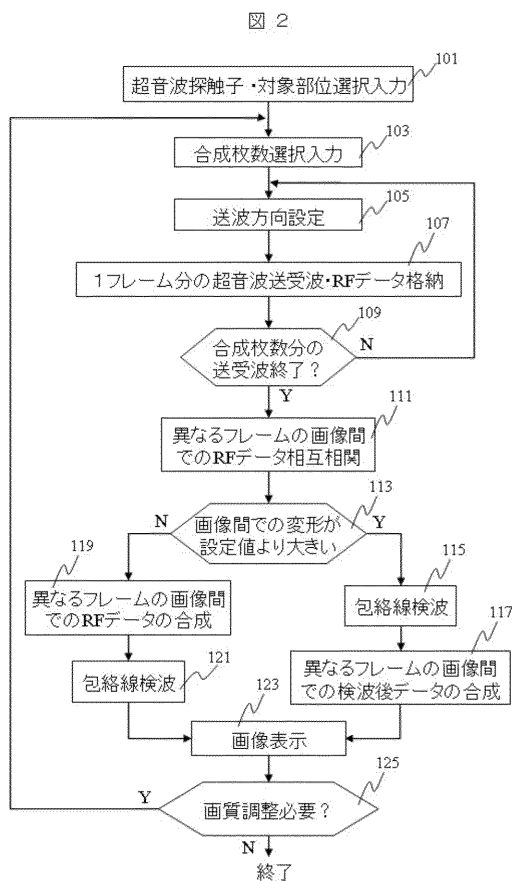 図 2
101
超音波探触子・対象部位選択入力
103
合成枚数選択入力
105
送波方向設定
107
1フレーム分の超音波送受波・RFデータ格納
109
合成枚数分の
送受波終了？
N
Y
111
異なるフレームの画像間
でのRFデータ相互相関
113
画像間での変形が
設定値より大きい
N
Y
119
異なるフレームの画像間
でのRFデータの合成
115
包絡線検波
121
包絡線検波
117
異なるフレームの画像間
での検波後データの合成
123
画像表示
125
画質調整必要？
Y
N
終了